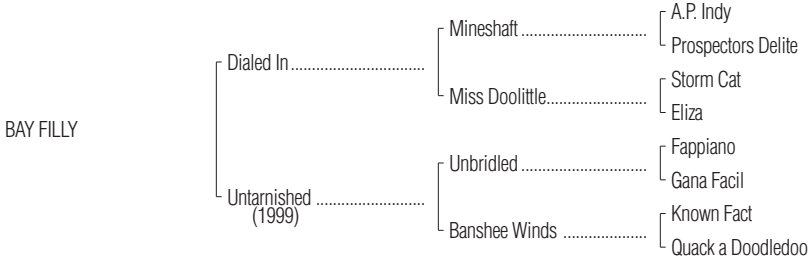 A.P. Indy
Mineshaft ..............................
Prospectors Delite
Dialed In ................................
Storm Cat
Miss Doolittle........................
Eliza
BAY FILLY
Fappiano
Unbridled ..............................
Gana Facil
Untarnished ..........................
(1999)
Known Fact
Banshee Winds ....................
Quack a Doodledoo